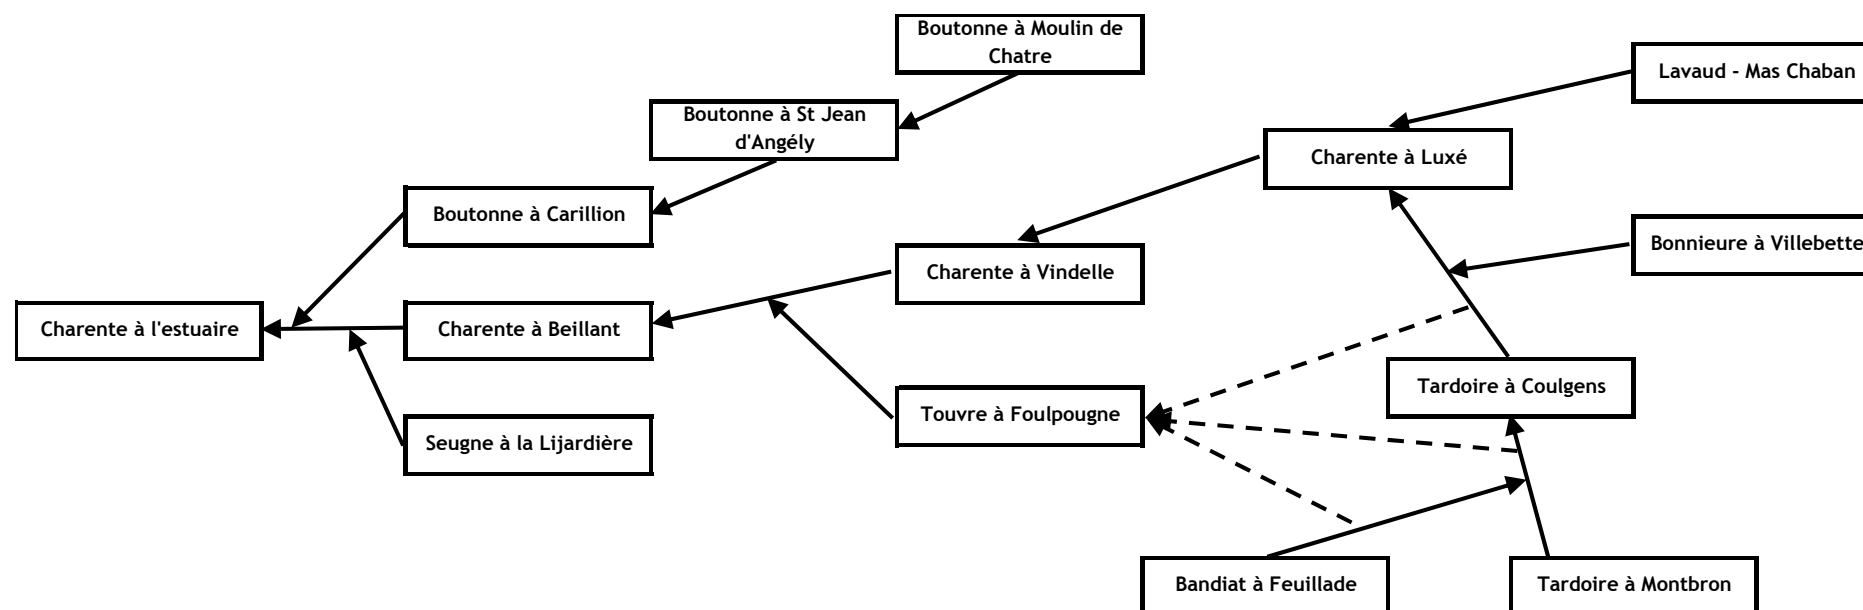 Boutonne à Moulin de
Chatre
Lavaud - Mas Chaban
Boutonne à St Jean
d'Angély
Charente à Luxé
Boutonne à Carillion
Bonnieure à Villebette
Charente à Vindelle
Charente à l'estuaire
Charente à Beillant
Tardoire à Coulgens
Touvre à Foulpougne
Seugne à la Lijardière
Bandiat à Feuillade
Tardoire à Montbron